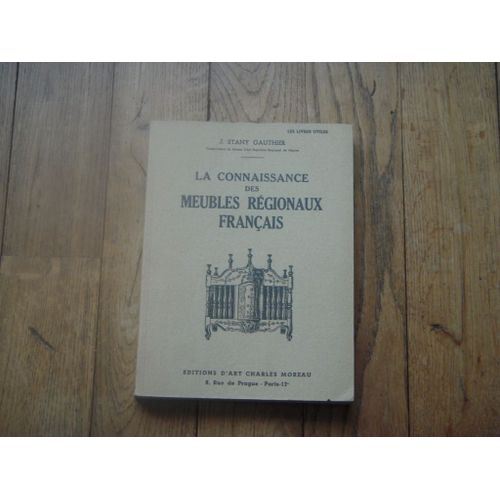 LES LIVRES UTILES
J. STANY GAUTHIER
LA CONNAISSANCE
DES
MEUBLES RÉGIONAUX
FRANÇAIS
EDITIONS D'ART CHARLES MOREAU
8, Rue de Prague - Paris-12e